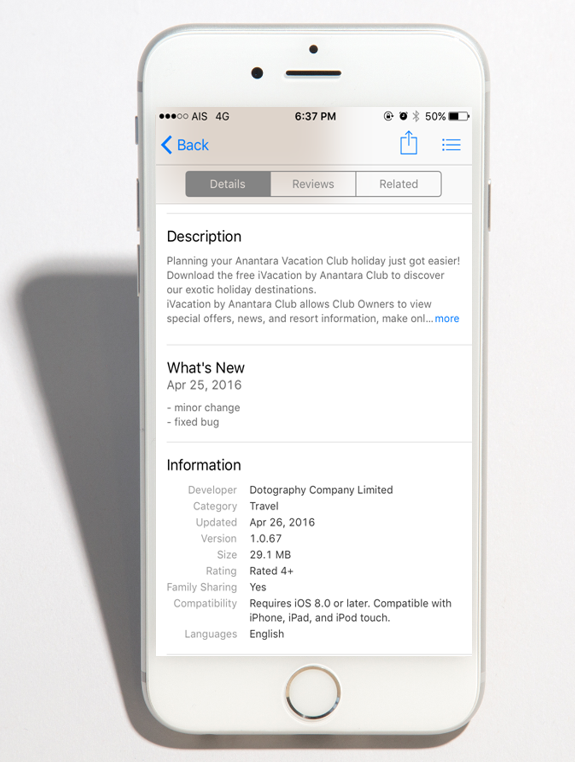 AIS 4G 6:37 PM 50%
Back
Details Reviews Related
Description
Planning your Anantara Vacation Club holiday just got easier!
Download the free iVacation by Anantara Club to discover
our exotic holiday destinations.
iVacation by Anantara Club allows Club Owners to view
special offers, news, and resort information, make onl...more
What's New
Apr 25, 2016
- minor change
- fixed bug
Information
Developer Dotography Company Limited
Category Travel
Updated Apr 26, 2016
Version 1.0.67
Size 29.1 MB
Rating Rated 4+
Family Sharing Yes
Compatibility Requires iOS 8.0 or later. Compatible with
iPhone, iPad, and iPod touch.
Languages English